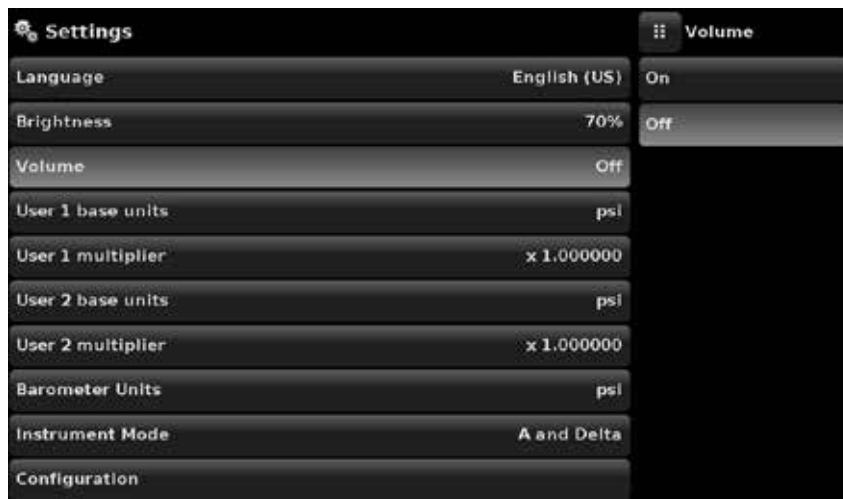 Settings
Language English (US)
Brightness 70%
Volume Off
User 1 base units psi
User 1 multiplier x 1.000000
User 2 base units psi
User 2 multiplier x 1.000000
Barometer Units psi
Instrument Mode A and Delta
Configuration
Volume
On
Off